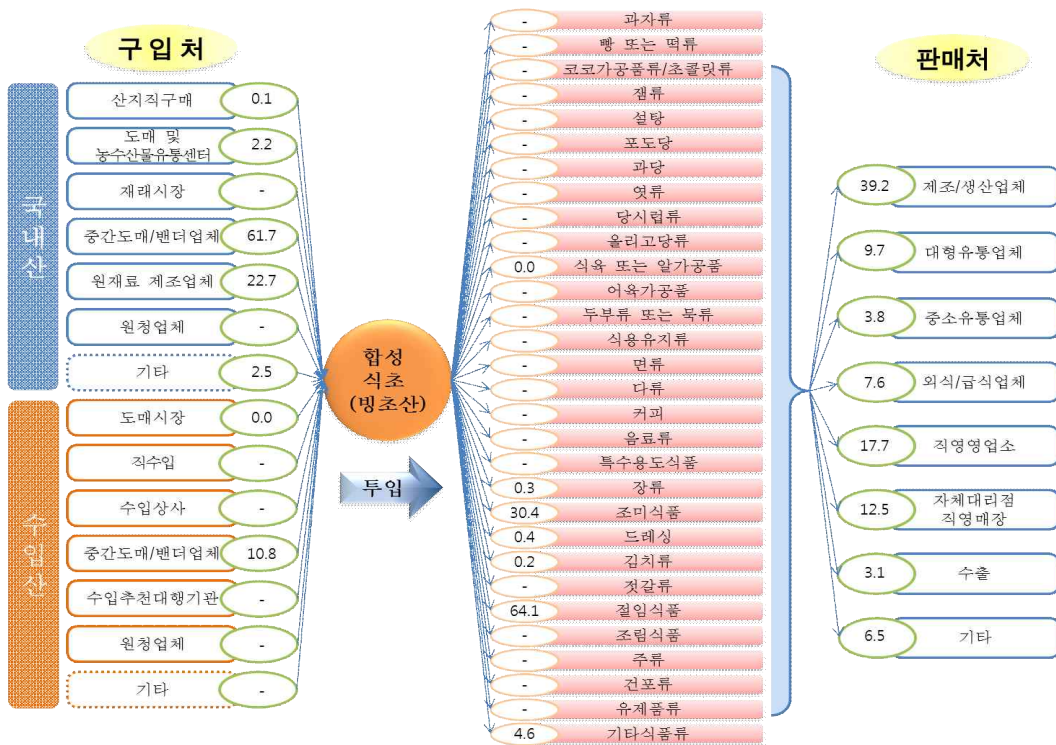 구입처
국내산
산지직구매 0.1
도매 및
농수산물유통센터 2.2
재래시장 -
중간도매/밴더업체 61.7
원재료 제조업체 22.7
원청업체 -
기타 2.5
수입산
도매시장 0.0
직수입 -
수입상사 -
중간도매/밴더업체 10.8
수입추천대행기관 -
원청업체 -
기타 -
합성
식초
(빙초산)
투입
- 과자류
- 빵 또는 떡류
- 코코가공품류/초콜릿류
- 잼류
- 설탕
- 포도당
- 과당
- 엿류
- 당시럽류
- 올리고당류
0.0 식육 또는 알가공품
- 어육가공품
- 두부류 또는 묵류
- 식용유지류
- 면류
- 다류
- 커피
- 음료류
- 특수용도식품
0.3 장류
30.4 조미식품
0.4 드레싱
0.2 김치류
- 젓갈류
64.1 절임식품
- 조림식품
- 주류
- 건포류
- 유제품류
4.6 기타식품류
판매처
39.2 제조/생산업체
9.7 대형유통업체
3.8 중소유통업체
7.6 외식/급식업체
17.7 직영영업소
12.5 자체대리점
직영매장
3.1 수출
6.5 기타